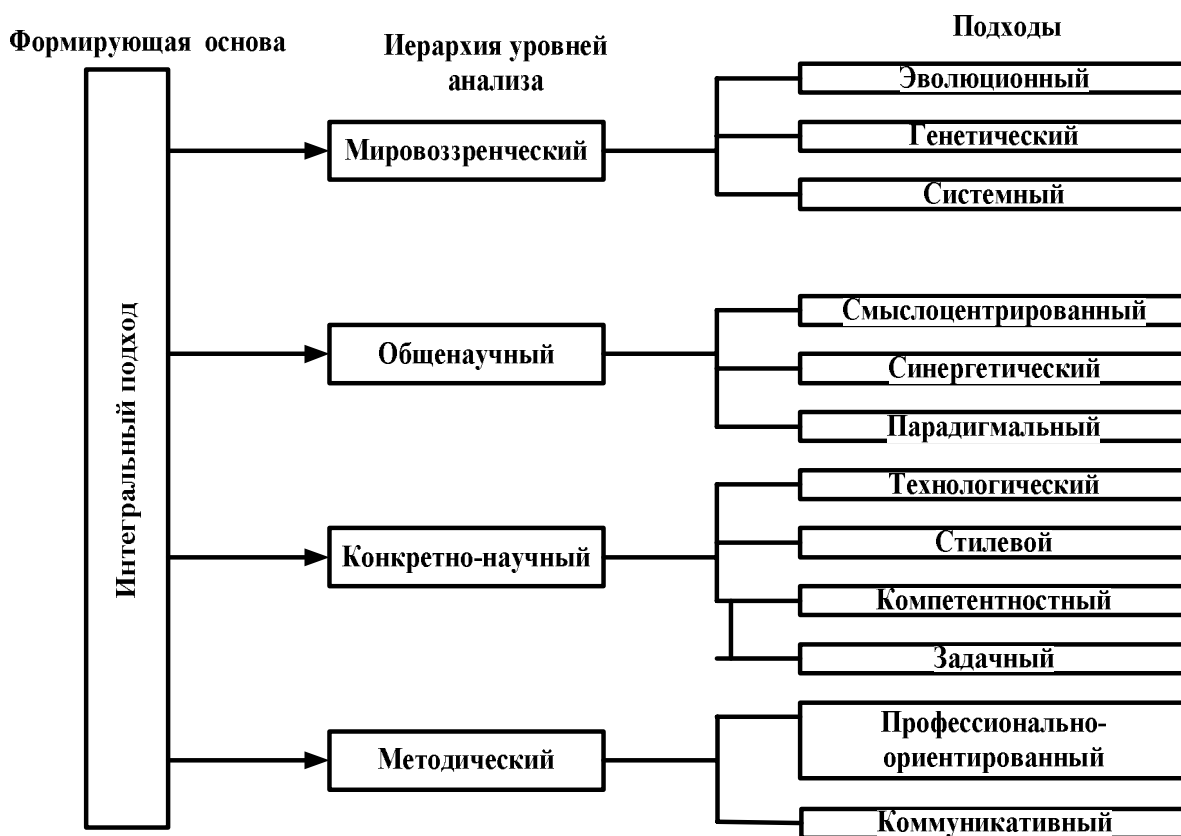 Формирующая основа
Иерархия уровней
анализа
Подходы
Интегральный подход
Мировоззренческий
Эволюционный
Генетический
Системный
Общенаучный
Смыслоцентрированный
Синергетический
Парадигмальный
Конкретно-научный
Технологический
Стилевой
Компетентностный
Задачный
Методический
Профессионально-
ориентированный
Коммуникативный